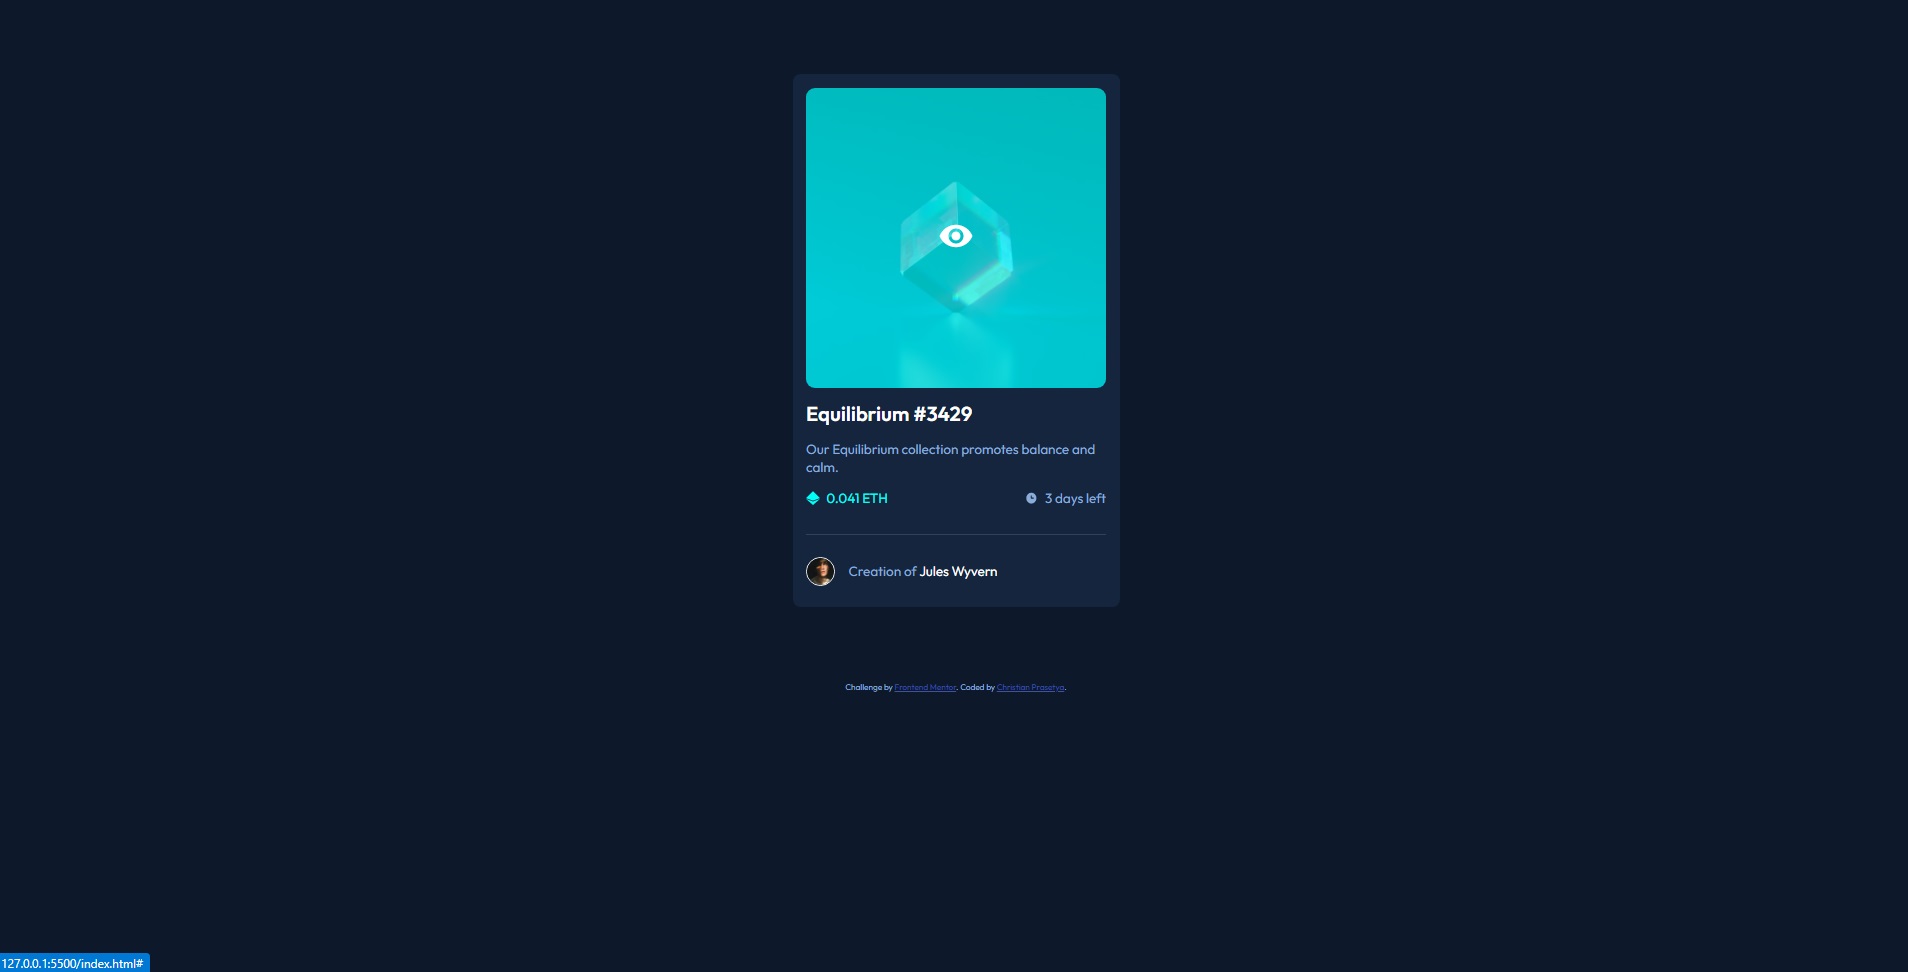 Equilibrium #3429
Our Equilibrium collection promotes balance and
calm.
0.041 ETH
3 days left
Creation of Jules Wyvern
Challenge by Frontend Mentor. Coded by Christian Prasetya.
127.0.0.1:5500/index.html#